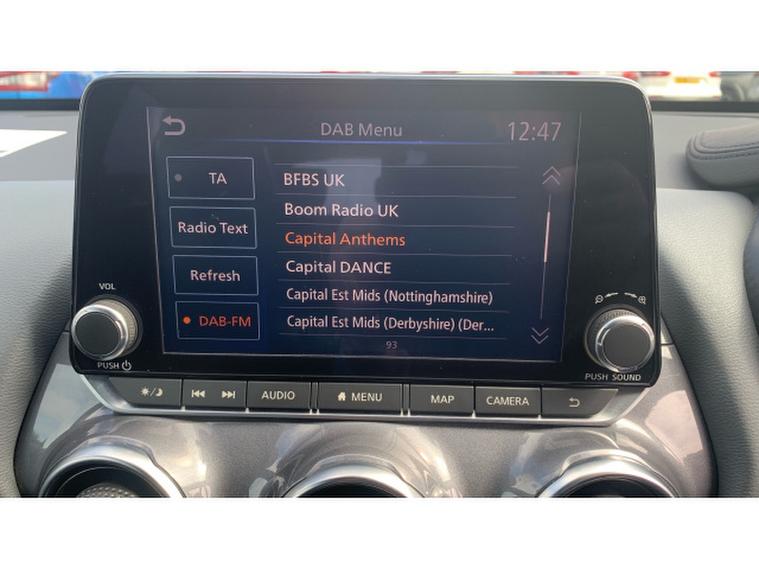 DAB Menu 12:47
TA
Radio Text
Refresh
DAB-FM
BFBS UK
Boom Radio UK
Capital Anthems
Capital DANCE
Capital Est Mids (Nottinghamshire)
Capital Est Mids (Derbyshire) (Der...
93
VOL
PUSH
PUSH SOUND
AUDIO MENU MAP CAMERA